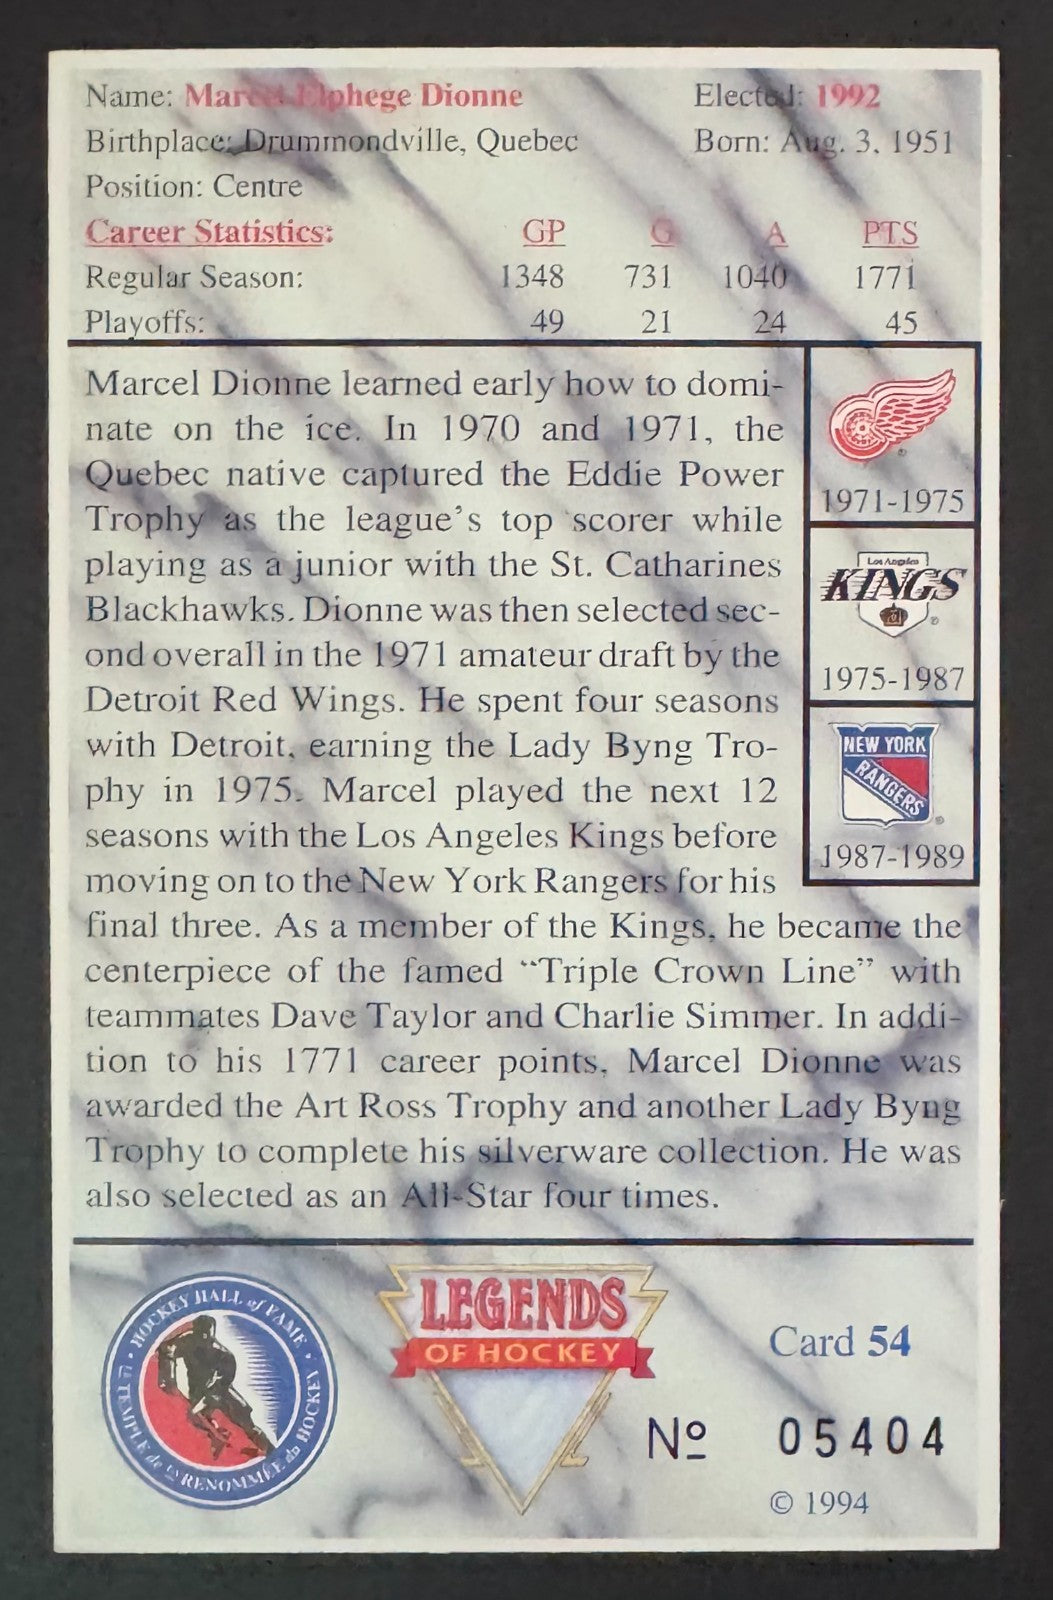 Name: Marcel Elphege Dionne Elected: 1992
Birthplace: Drummondville, Quebec Born: Aug. 3, 1951
Position: Centre
Career Statistics: GP G A PTS
Regular Season: 1348 731 1040 1771
Playoffs: 49 21 24 45
Marcel Dionne learned early how to domi-
nate on the ice. In 1970 and 1971, the
Quebec native captured the Eddie Power
Trophy as the league's top scorer while
playing as a junior with the St. Catharines
Blackhawks. Dionne was then selected sec-
ond overall in the 1971 amateur draft by the
Detroit Red Wings. He spent four seasons
with Detroit, earning the Lady Byng Tro-
phy in 1975. Marcel played the next 12
seasons with the Los Angeles Kings before
moving on to the New York Rangers for his
final three. As a member of the Kings, he became the
centerpiece of the famed "Triple Crown Line" with
teammates Dave Taylor and Charlie Simmer. In addi-
tion to his 1771 career points, Marcel Dionne was
awarded the Art Ross Trophy and another Lady Byng
Trophy to complete his silverware collection. He was
also selected as an All-Star four times.
1971-1975
Los Angeles
KINGS
1975-1987
NEW YORK
RANGERS
1987-1989
HOCKEY HALL of FAME
LE TEMPLE de la RENOMMÉE du HOCKEY
LEGENDS
OF HOCKEY
Card 54
Nº 05404
© 1994